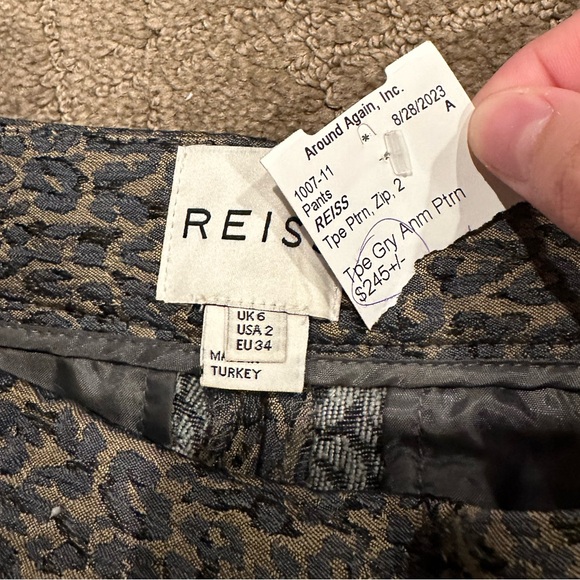 Around Again, Inc.
* 8/28/2023
A
1007-11
Pants
REISS
Tpe Ptrn, Zip, 2
Tpe Gry Anm Ptrn
$245+/-
REIS
UK 6
USA 2
EU 34
MA
TURKEY